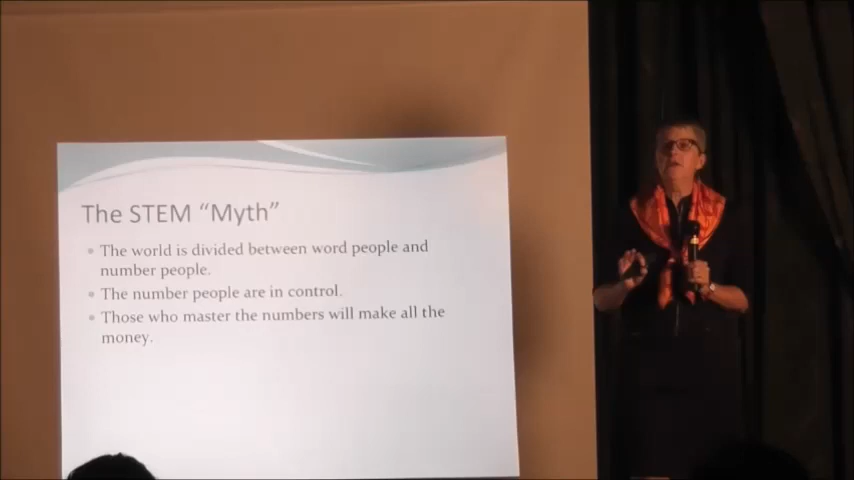 The STEM “Myth”
• The world is divided between word people and
number people.
• The number people are in control.
• Those who master the numbers will make all the
money.